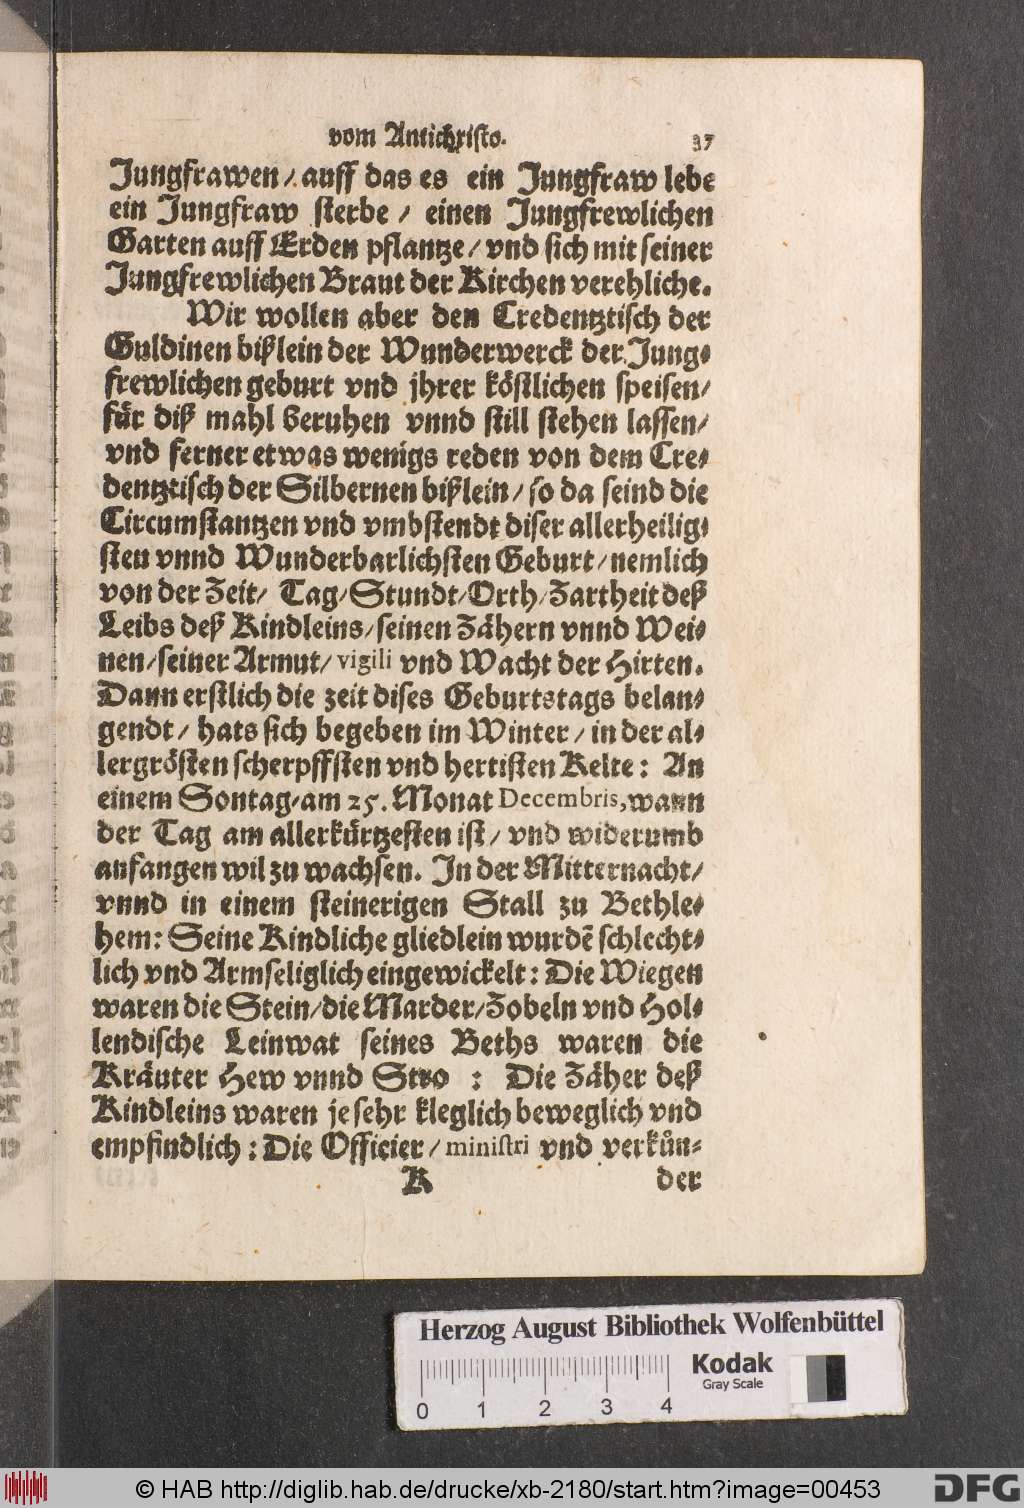 vom Antichristo. 37
Jungfrawen / auff das es ein Jungfraw lebe
ein Jungfraw sterbe / einen Jungfrewlichen
Garten auff Erden pflantze / vnd sich mit seiner
Jungfrewlichen Braut der Kirchen verehliche.
Wir wollen aber den Credentztisch der
Guldinen bißlein der Wunderwerck der Jung-
frewlichen geburt vnd jhrer köstlichen speisen /
für diß mahl beruhen vnnd still stehen lassen /
vnd ferner etwas wenigs reden von dem Cre-
dentztisch der Silbernen bißlein / so da seind die
Circumstantzen vnd vmbstendt diser allerheilig-
sten vnnd Wunderbarlichsten Geburt / nemlich
von der Zeit / Tag / Stundt / Orth / Zartheit deß
Leibs deß Kindleins / seinen Zähern vnnd Wei-
nen / seiner Armut / vigili vnd Wacht der Hirten.
Dann erstlich die zeit dises Geburtstags belan-
gendt / hats sich begeben im Winter / in der al-
lergrösten scherpffsten vnd hertisten Kelte: An
einem Sontag / am 25. Monat Decembris, wann
der Tag am allerkürtzesten ist / vnd widerumb
anfangen wil zu wachsen. In der Mitternacht /
vnnd in einem steinerigen Stall zu Bethle-
hem: Seine Kindliche gliedlein wurdē schlecht-
lich vnd Armseliglich eingewickelt: Die Wiegen
waren die Stein / die Marder / Zobeln vnd Hol-
lendische Leinwat seines Beths waren die
Kräuter Hew vnnd Stro : Die Zäher deß
Kindleins waren je sehr kleglich beweglich vnd
empfindlich: Die Officier / ministri vnd verkůn-
K der
Herzog August Bibliothek Wolfenbüttel
Kodak
Gray Scale
0 1 2 3 4
© HAB http://diglib.hab.de/drucke/xb-2180/start.htm?image=00453
DFG